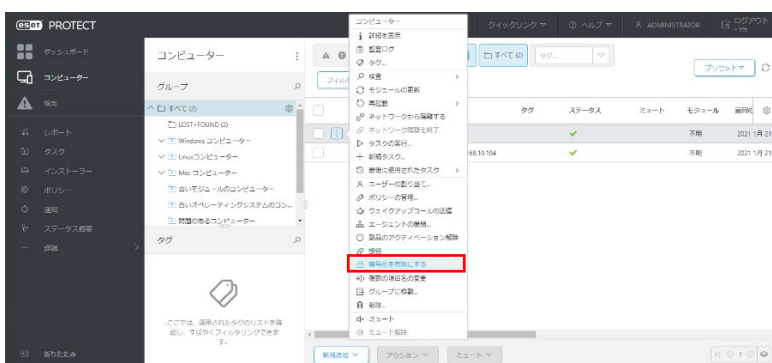 eset PROTECT
クイックリンク
ヘルプ
ADMINISTRATOR
ログアウト
ダッシュボード
コンピューター
検出
レポート
タスク
インストーラー
ポリシー
通知
ステータス概要
詳細
折りたたみ
コンピューター
グループ
すべて (2)
LOST+FOUND (2)
Windows コンピューター
Linuxコンピューター
Mac コンピューター
古いモジュールのコンピューター
古いオペレーティングシステムのコン...
問題のあるコンピューター
タグ
ここでは、適用されたタグのリストを確
認し、すばやくフィルタリングできま
す。
コンピューター
詳細を表示
監査ログ
タグ...
検査
モジュールの更新
再起動
ネットワークから隔離する
ネットワーク隔離を終了
タスクの実行...
新規タスク...
最後に使用されたタスク
ユーザーの割り当て...
ポリシーの管理...
ウェイクアップコールの送信
エージェントの展開...
製品のアクティベーション解除
接続
暗号化を有効にする
複数の項目名の変更
グループに移動...
削除...
ミュート
ミュート解除
すべて (2)
タグ...
プリセット
タグ
ステータス
ミュート
モジュール
不明
2021 1月 21
68.10.104
不明
2021 1月 21
新規追加
アクション
ミュート
1